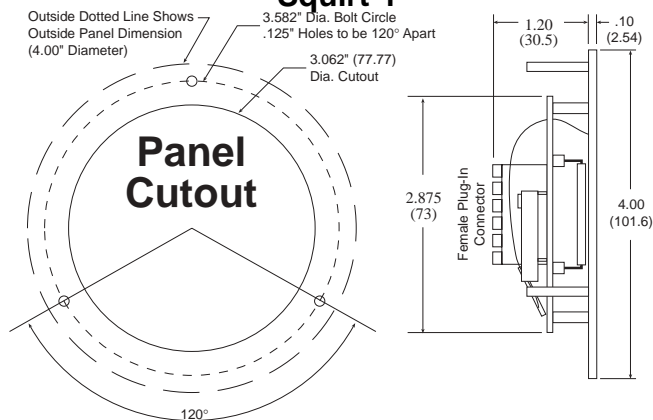 Outside Dotted Line Shows
Outside Panel Dimension
(4.00" Diameter)
3.582" Dia. Bolt Circle
.125" Holes to be 120° Apart
3.062" (77.77)
Dia. Cutout
Panel
Cutout
120°
1.20
(30.5)
.10
(2.54)
2.875
(73)
Female Plug-In
Connector
4.00
(101.6)